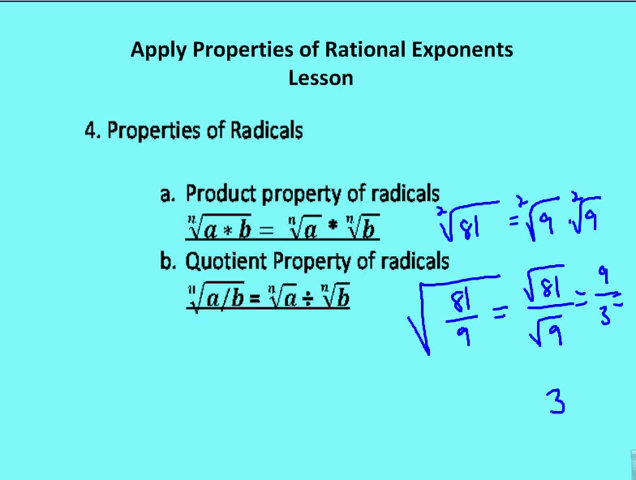 Apply Properties of Rational Exponents
Lesson
4. Properties of Radicals
a. Product property of radicals
ⁿ√(a * b) = ⁿ√a * ⁿ√b
²√81 = ²√9 · ²√9
b. Quotient Property of radicals
ⁿ√(a/b) = ⁿ√a ÷ ⁿ√b
√(81/9) = √81/√9 = 9/3 =
3